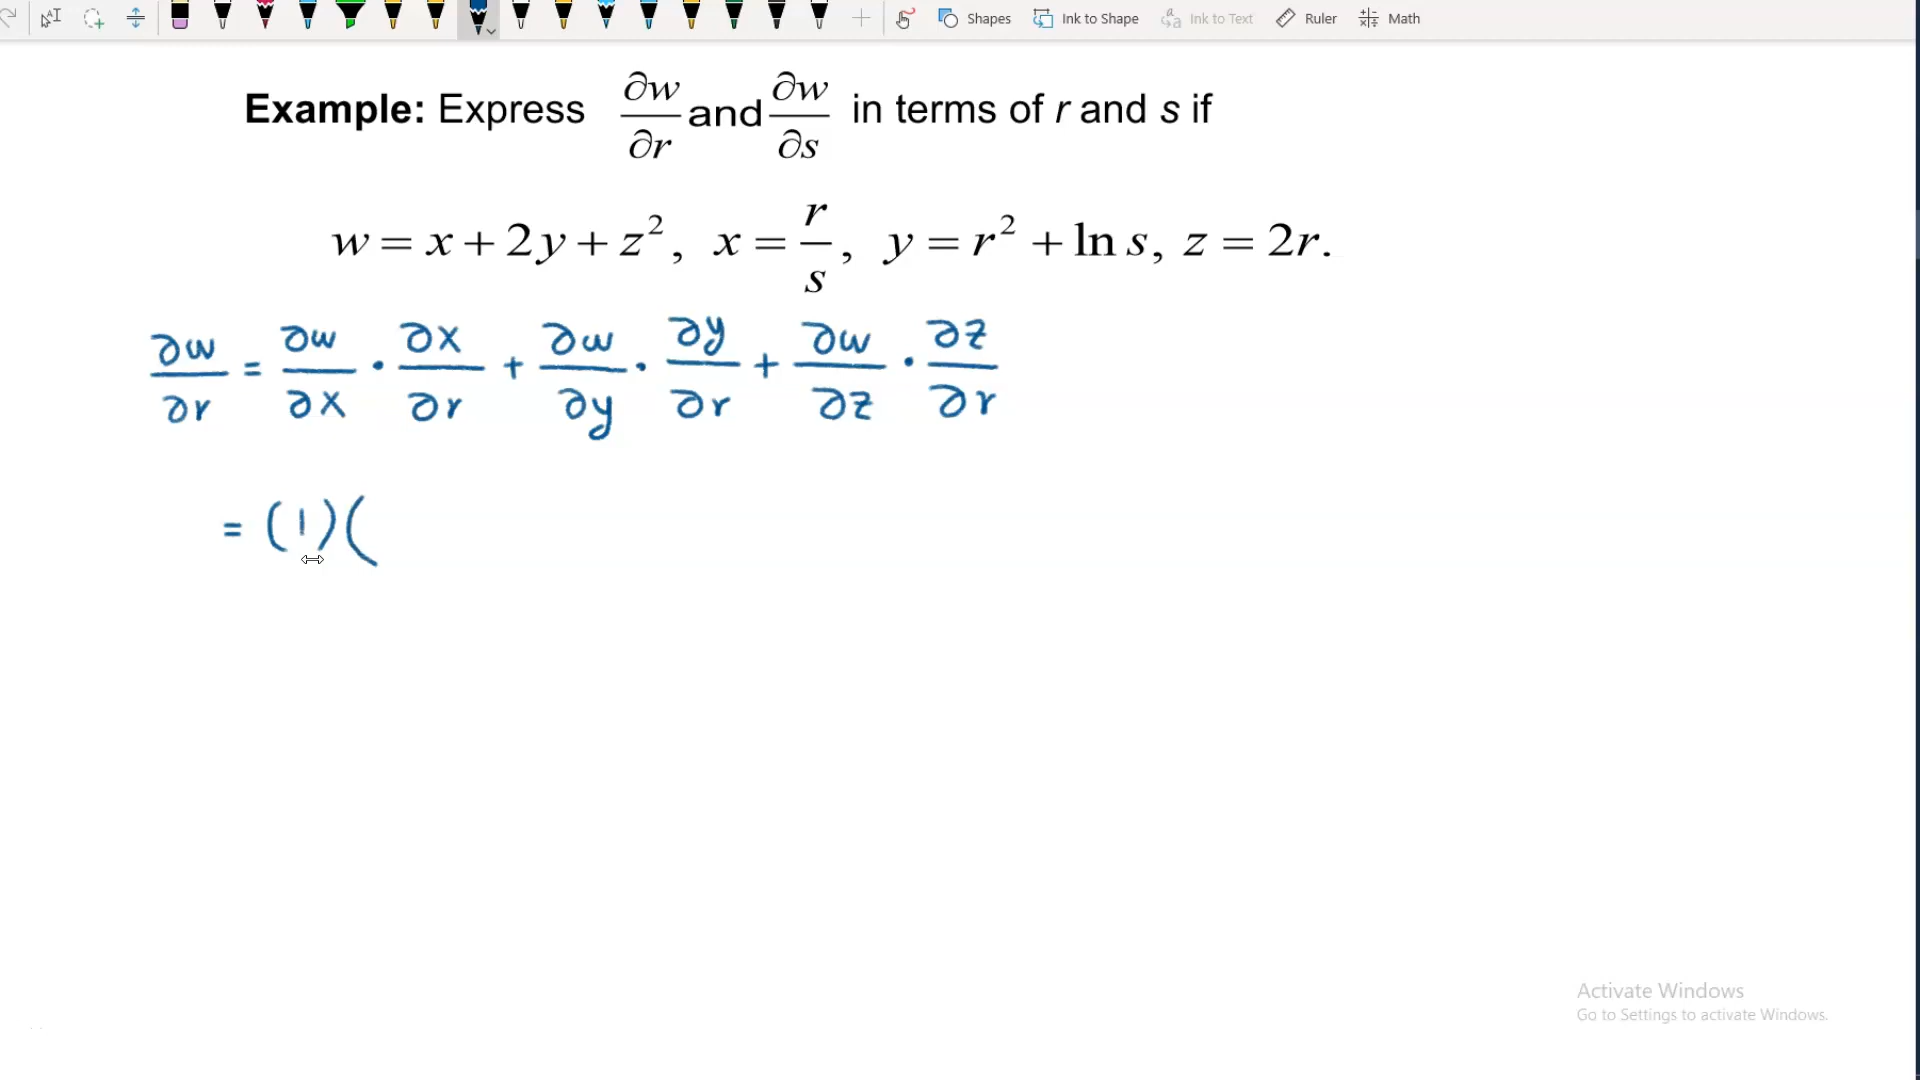 Shapes Ink to Shape Ink to Text Ruler Math
Example: Express ∂w/∂r and ∂w/∂s in terms of r and s if
w = x + 2y + z², x = r/s, y = r² + ln s, z = 2r.
∂w/∂r = ∂w/∂x · ∂x/∂r + ∂w/∂y · ∂y/∂r + ∂w/∂z · ∂z/∂r
= (1)(
Activate Windows
Go to Settings to activate Windows.